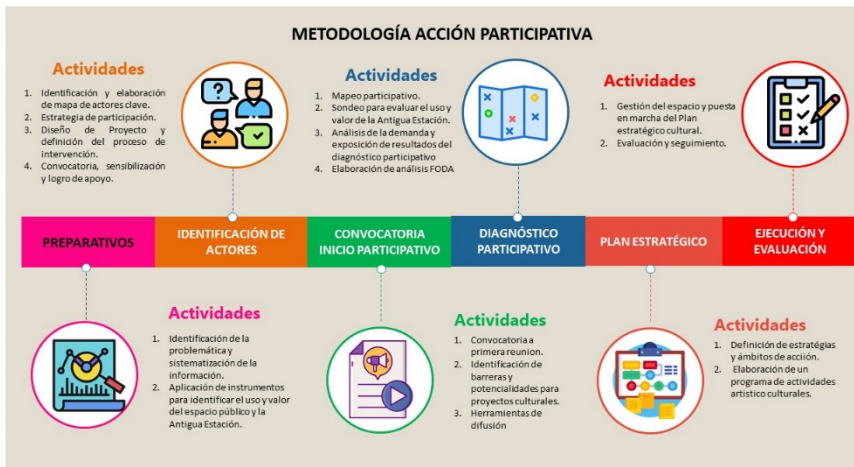 METODOLOGÍA ACCIÓN PARTICIPATIVA
Actividades
1. Identificación y elaboración
de mapa de actores clave.
2. Estrategia de participación.
3. Diseño de Proyecto y
definición del proceso de
intervención.
4. Convocatoria, sensibilización
y logro de apoyo.
Actividades
1. Mapeo participativo.
2. Sondeo para evaluar el uso y
valor de la Antigua Estación.
3. Análisis de la demanda y
exposición de resultados del
diagnóstico participativo
4. Elaboración de análisis FODA
Actividades
1. Gestión del espacio y puesta
en marcha del Plan
estratégico cultural.
2. Evaluación y seguimiento.
PREPARATIVOS
IDENTIFICACIÓN DE
ACTORES
CONVOCATORIA
INICIO PARTICIPATIVO
DIAGNÓSTICO
PARTICIPATIVO
PLAN ESTRATÉGICO
EJECUCIÓN Y
EVALUACIÓN
Actividades
1. Identificación de la
problemática y
sistematización de la
información.
2. Aplicación de instrumentos
para identificar el uso y valor
del espacio público y la
Antigua Estación.
Actividades
1. Convocatoria a
primera reunion.
2. Identificación de
barreras y
potencialidades para
proyectos culturales.
3. Herramientas de
difusión
Actividades
1. Definición de estratégias
y ámbitos de acciión.
2. Elaboración de un
programa de actividades
artistico culturales.